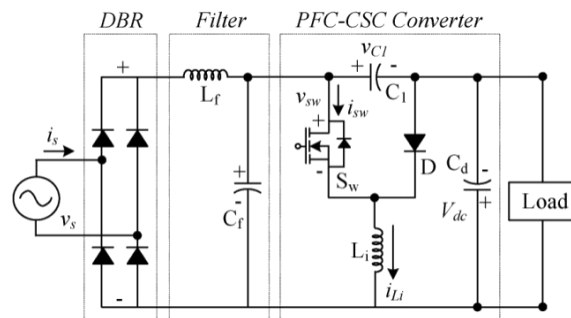 DBR
Filter
PFC-CSC Converter
+
L_f
v_C1
+ -
C_1
v_sw
+
i_sw
-
S_w
D
i_s
v_s
+
-
C_f
C_d
-
V_dc
+
Load
L_i
i_Li
-